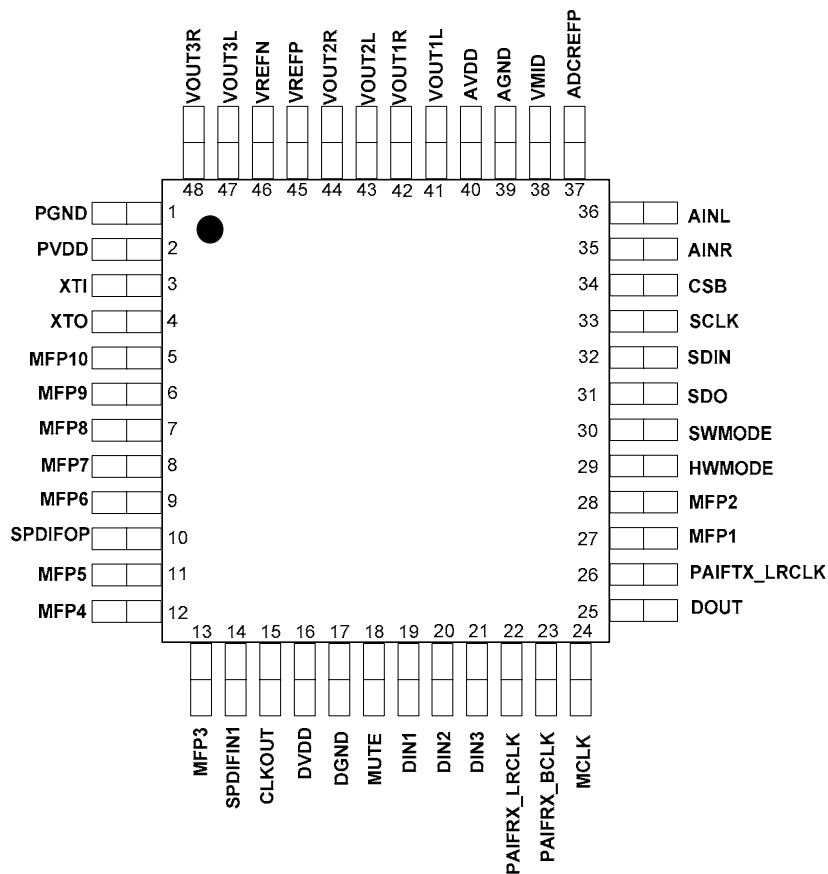 VOUT3R VOUT3L VREFN VREFP VOUT2R VOUT2L VOUT1R VOUT1L AVDD AGND VMID ADCREFP
48 47 46 45 44 43 42 41 40 39 38 37
PGND 1 36 AINL
PVDD 2 35 AINR
XTI 3 34 CSB
XTO 4 33 SCLK
MFP10 5 32 SDIN
MFP9 6 31 SDO
MFP8 7 30 SWMODE
MFP7 8 29 HWMODE
MFP6 9 28 MFP2
SPDIFOP 10 27 MFP1
MFP5 11 26 PAIFTX_LRCLK
MFP4 12 25 DOUT
13 14 15 16 17 18 19 20 21 22 23 24
MFP3 SPDIFIN1 CLKOUT DVDD DGND MUTE DIN1 DIN2 DIN3 PAIFRX_LRCLK PAIFRX_BCLK MCLK